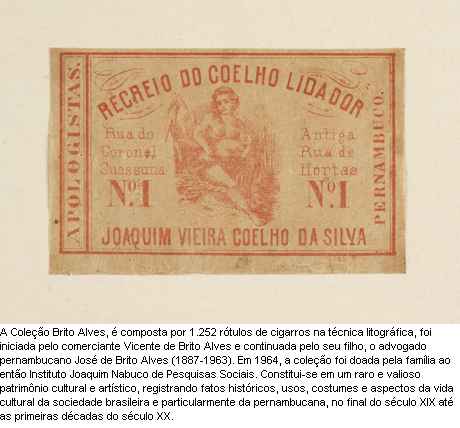 APOLOGISTAS.
RECREIO DO COELHO LIDADOR
Rua do
Coronel
Suassuna
Nº.1
Antiga
Rua de
Hortas
Nº.1
PERNAMBUCO.
JOAQUIM VIEIRA COELHO DA SILVA
A Coleção Brito Alves, é composta por 1.252 rótulos de cigarros na técnica litográfica, foi
iniciada pelo comerciante Vicente de Brito Alves e continuada pelo seu filho, o advogado
pernambucano José de Brito Alves (1887-1963). Em 1964, a coleção foi doada pela família ao
então Instituto Joaquim Nabuco de Pesquisas Sociais. Constitui-se em um raro e valioso
patrimônio cultural e artístico, registrando fatos históricos, usos, costumes e aspectos da vida
cultural da sociedade brasileira e particularmente da pernambucana, no final do século XIX até
as primeiras décadas do século XX.